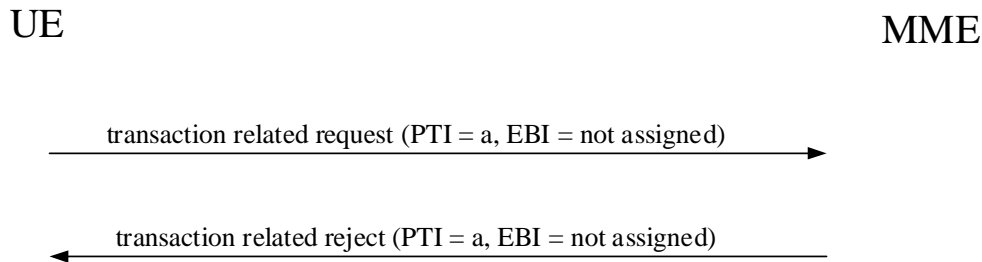 UE
MME
transaction related request (PTI = a, EBI = not assigned)
transaction related reject (PTI = a, EBI = not assigned)